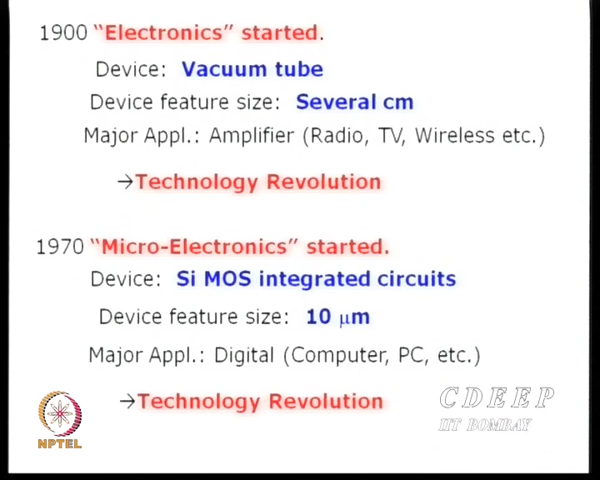 1900 “Electronics” started.
Device: Vacuum tube
Device feature size: Several cm
Major Appl.: Amplifier (Radio, TV, Wireless etc.)
→Technology Revolution
1970 “Micro-Electronics” started.
Device: Si MOS integrated circuits
Device feature size: 10 μm
Major Appl.: Digital (Computer, PC, etc.)
→Technology Revolution
NPTEL
CDEEP
IIT BOMBAY